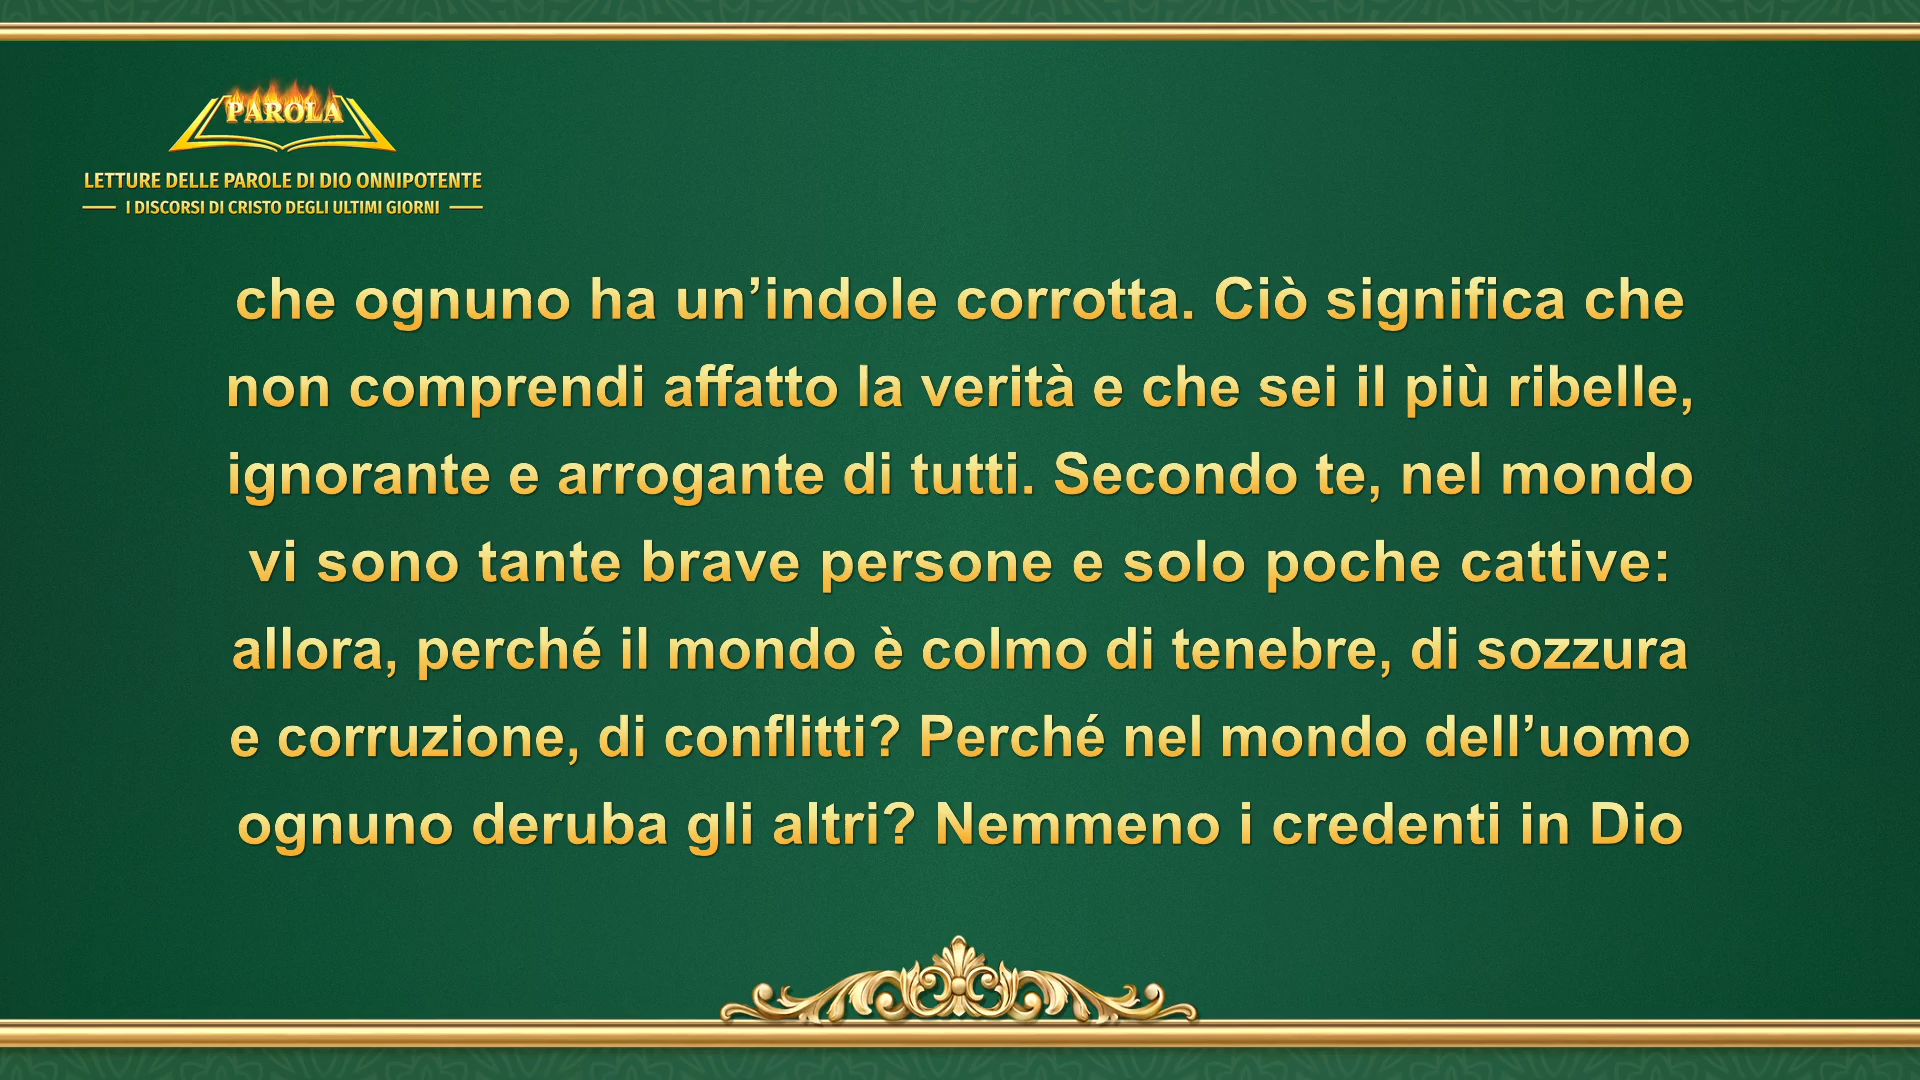 PAROLA
LETTURE DELLE PAROLE DI DIO ONNIPOTENTE
I DISCORSI DI CRISTO DEGLI ULTIMI GIORNI
che ognuno ha un’indole corrotta. Ciò significa che
non comprendi affatto la verità e che sei il più ribelle,
ignorante e arrogante di tutti. Secondo te, nel mondo
vi sono tante brave persone e solo poche cattive:
allora, perché il mondo è colmo di tenebre, di sozzura
e corruzione, di conflitti? Perché nel mondo dell’uomo
ognuno deruba gli altri? Nemmeno i credenti in Dio